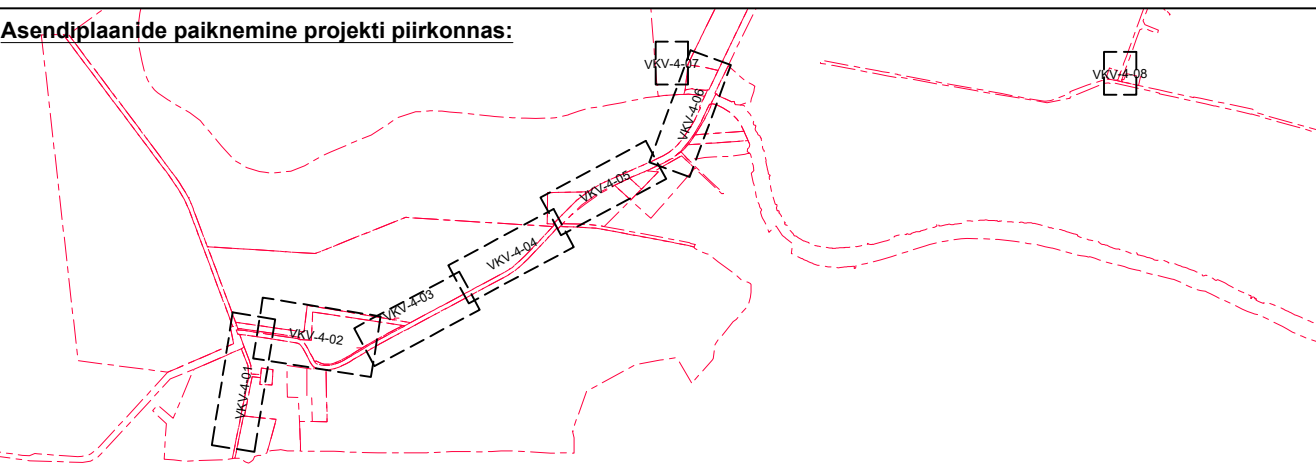 Asendiplaanide paiknemine projekti piirkonnas:
VKV-4-07
VKV-4-08
VKV-4-06
VKV-4-05
VKV-4-04
VKV-4-03
VKV-4-02
VKV-4-01